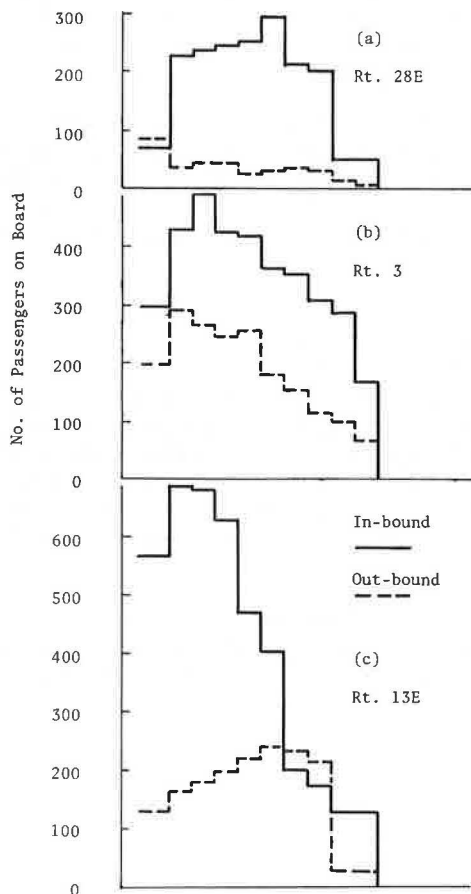 No. of Passengers on Board
300
200
100
0
(a)
Rt. 28E
400
300
200
100
0
(b)
Rt. 3
600
500
400
300
200
100
0
In-bound
Out-bound
(c)
Rt. 13E